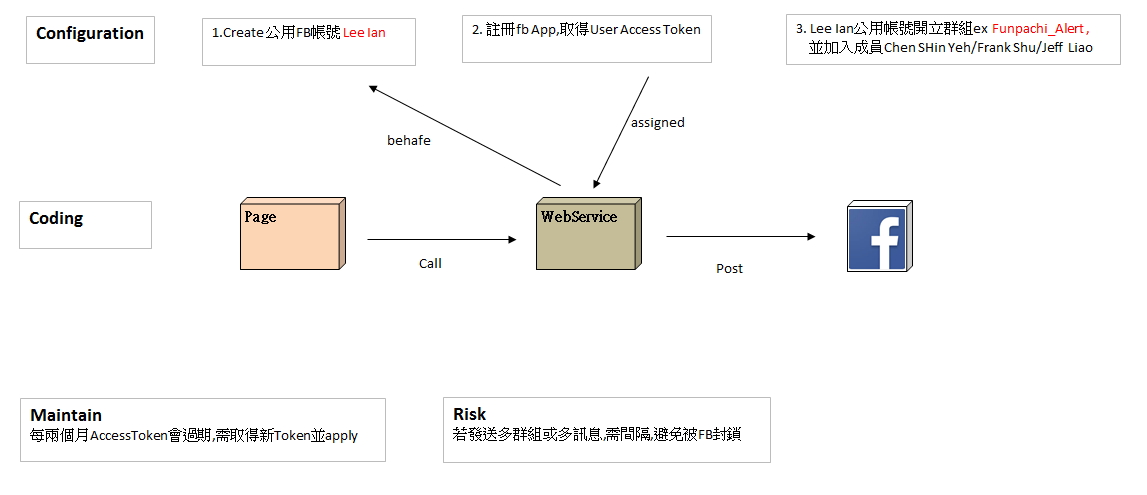 Configuration
1.Create 公用FB帳號 Lee Ian
2. 註冊fb App,取得User Access Token
3. Lee Ian公用帳號開立群組ex Funpachi_Alert ,
並加入成員Chen SHin Yeh/Frank Shu/Jeff Liao
behafe
assigned
Coding
Page
Call
WebService
Post
Maintain
每兩個月AccessToken會過期,需取得新Token並apply
Risk
若發送多群組或多訊息,需間隔,避免被FB封鎖